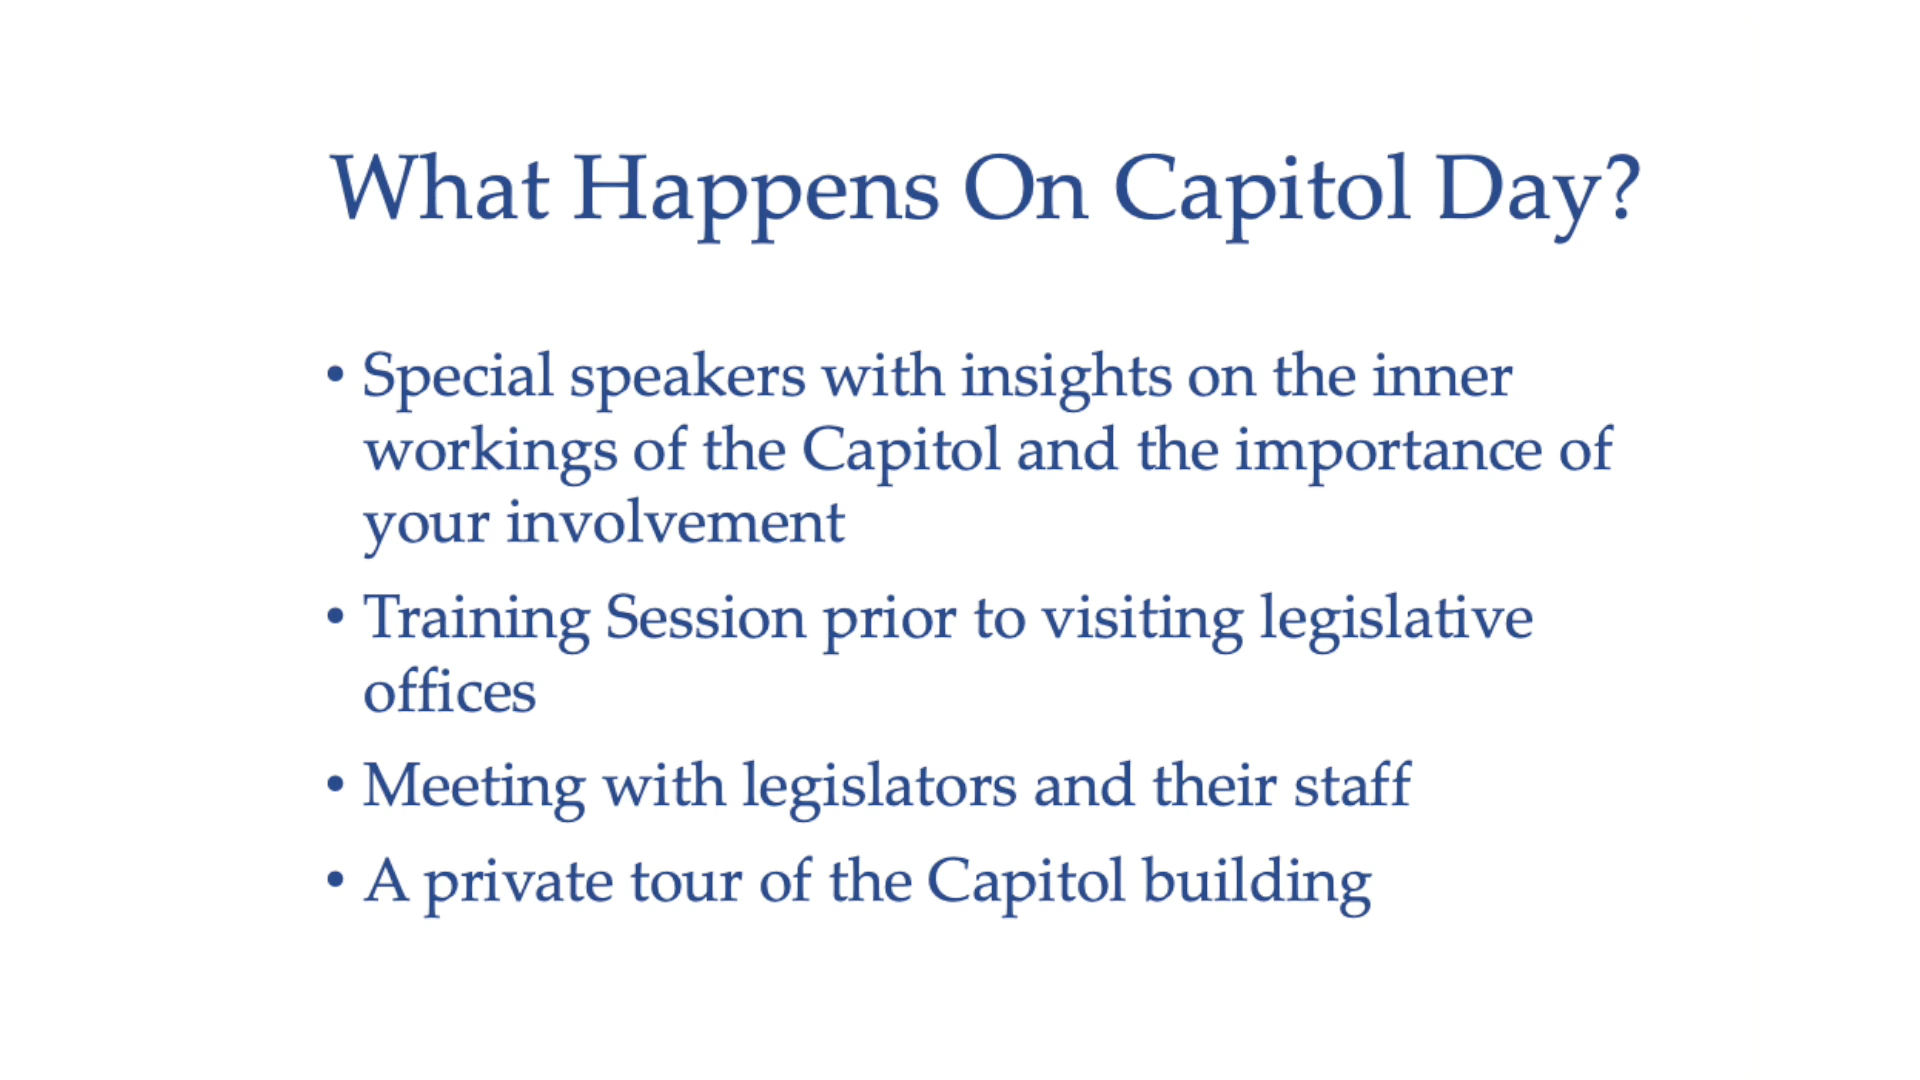 What Happens On Capitol Day?
• Special speakers with insights on the inner
workings of the Capitol and the importance of
your involvement
• Training Session prior to visiting legislative
offices
• Meeting with legislators and their staff
• A private tour of the Capitol building